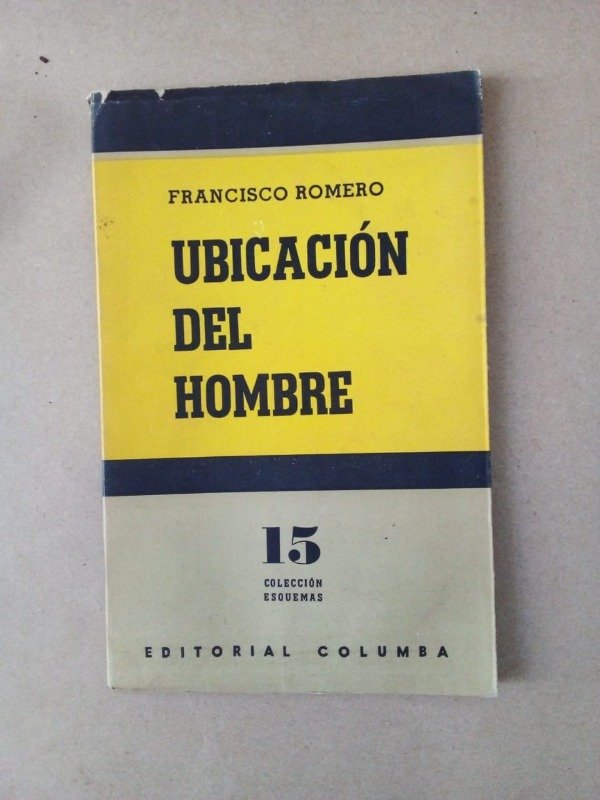 FRANCISCO ROMERO
UBICACIÓN
DEL
HOMBRE
15
COLECCIÓN
ESQUEMAS
EDITORIAL COLUMBA